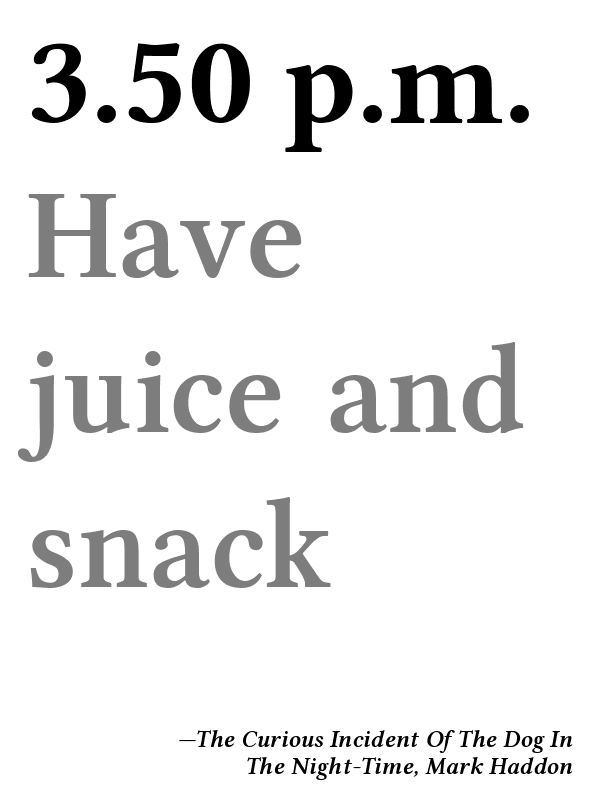 3.50 p.m.
Have
juice and
snack
—The Curious Incident Of The Dog In
The Night-Time, Mark Haddon